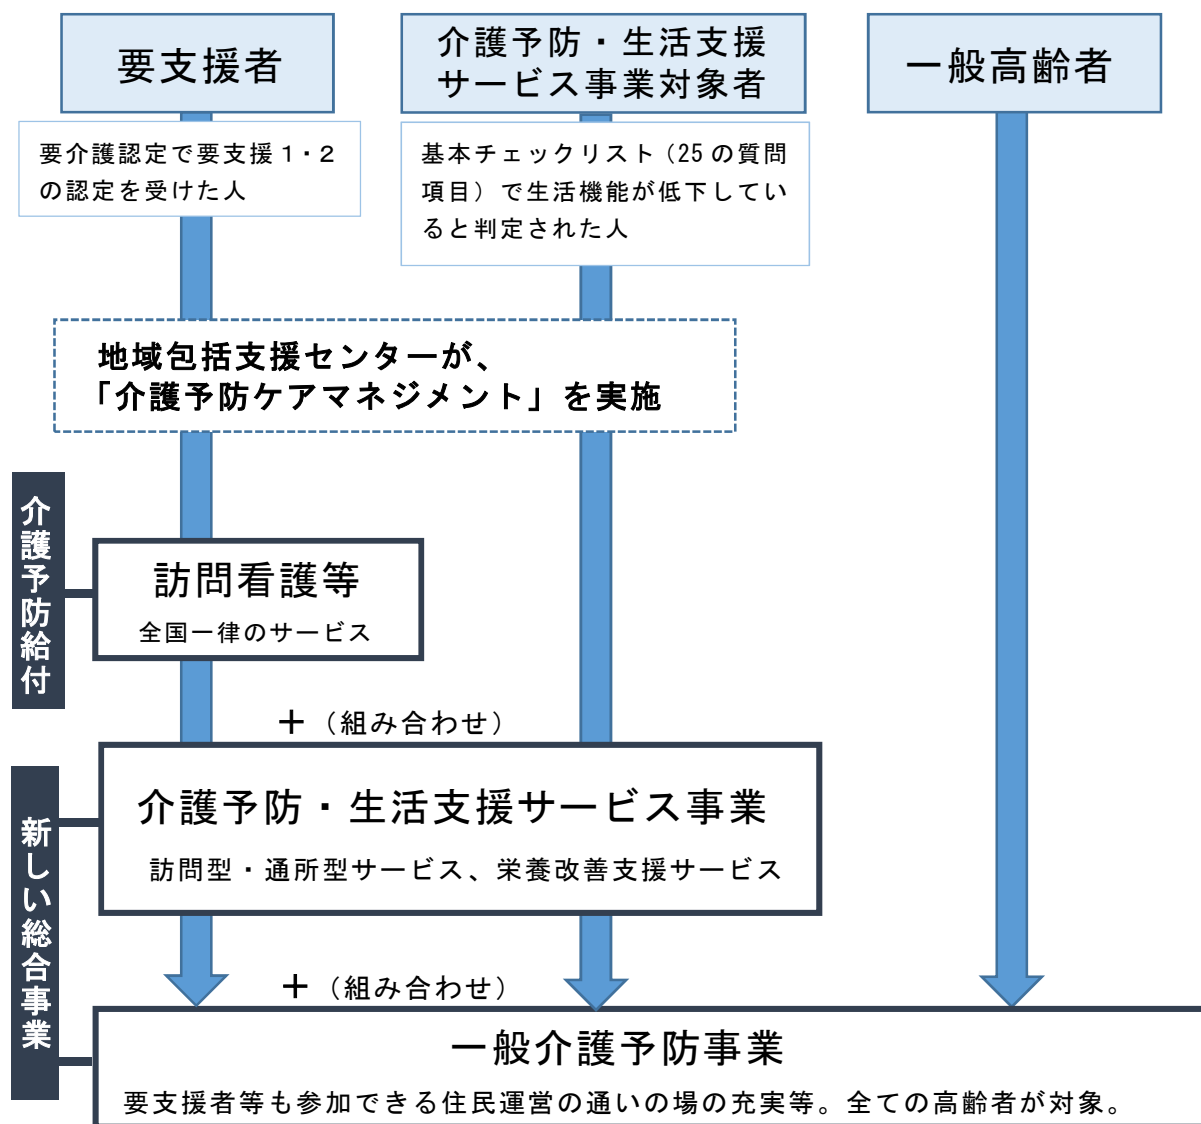 要支援者
介護予防・生活支援
サービス事業対象者
一般高齢者
要介護認定で要支援１・２
の認定を受けた人
基本チェックリスト（25 の質問
項目）で生活機能が低下してい
ると判定された人
地域包括支援センターが、
「介護予防ケアマネジメント」を実施
介護予防給付
訪問看護等
全国一律のサービス
＋（組み合わせ）
新しい総合事業
介護予防・生活支援サービス事業
訪問型・通所型サービス、栄養改善支援サービス
＋（組み合わせ）
一般介護予防事業
要支援者等も参加できる住民運営の通いの場の充実等。全ての高齢者が対象。